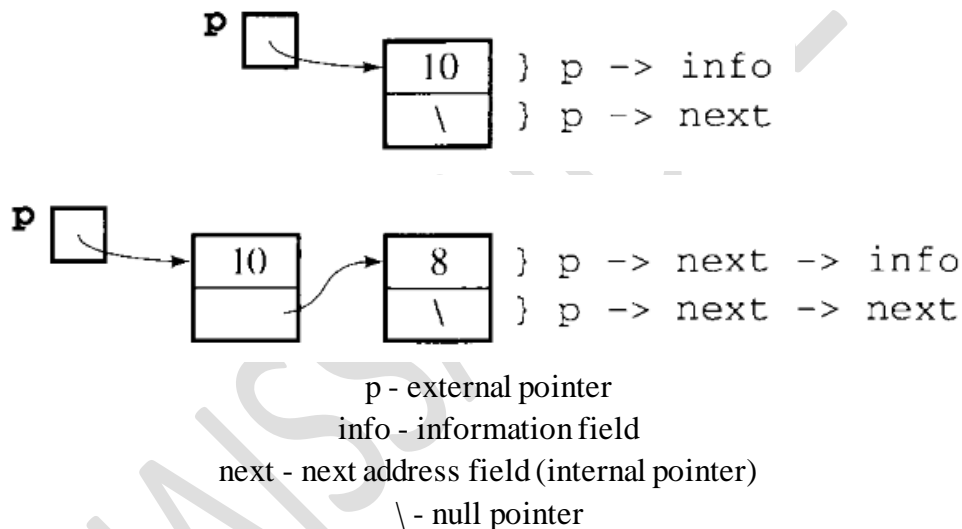 p
10 } p -> info
\ } p -> next
p
10 8 } p -> next -> info
\ } p -> next -> next
p - external pointer
info - information field
next - next address field (internal pointer)
\ - null pointer